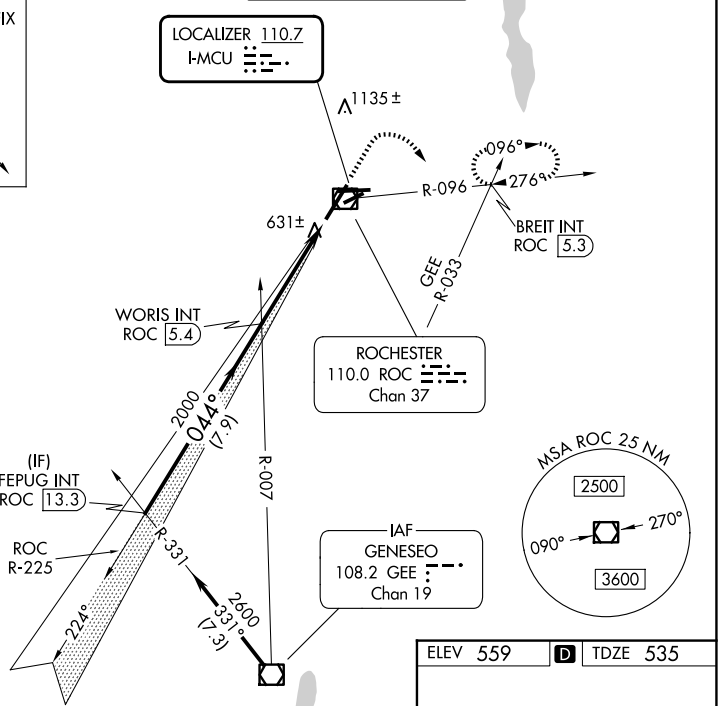 IX
LOCALIZER 110.7
I-MCU
1135 ±
096°
R-096
276°
631±
BREIT INT
ROC 5.3
GEE
R-033
WORIS INT
ROC 5.4
ROCHESTER
110.0 ROC
Chan 37
2000
044°
(7.9)
R-007
MSA ROC 25 NM
2500
090°
270°
3600
(IF)
FEPUG INT
ROC 13.3
R-331
ROC
R-225
IAF
GENESEO
108.2 GEE
Chan 19
224°
2600
331°
(7.3)
ELEV 559 D TDZE 535